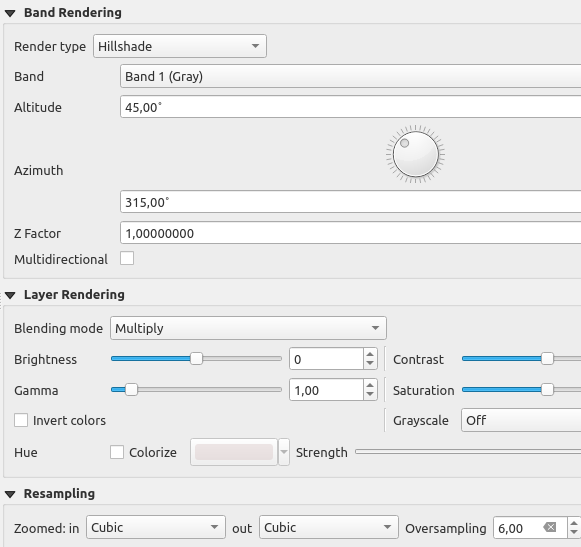 Band Rendering
Render type Hillshade
Band Band 1 (Gray)
Altitude 45,00°
Azimuth
315,00°
Z Factor 1,00000000
Multidirectional
Layer Rendering
Blending mode Multiply
Brightness 0 Contrast
Gamma 1,00 Saturation
Invert colors Grayscale Off
Hue Colorize Strength
Resampling
Zoomed: in Cubic out Cubic Oversampling 6,00